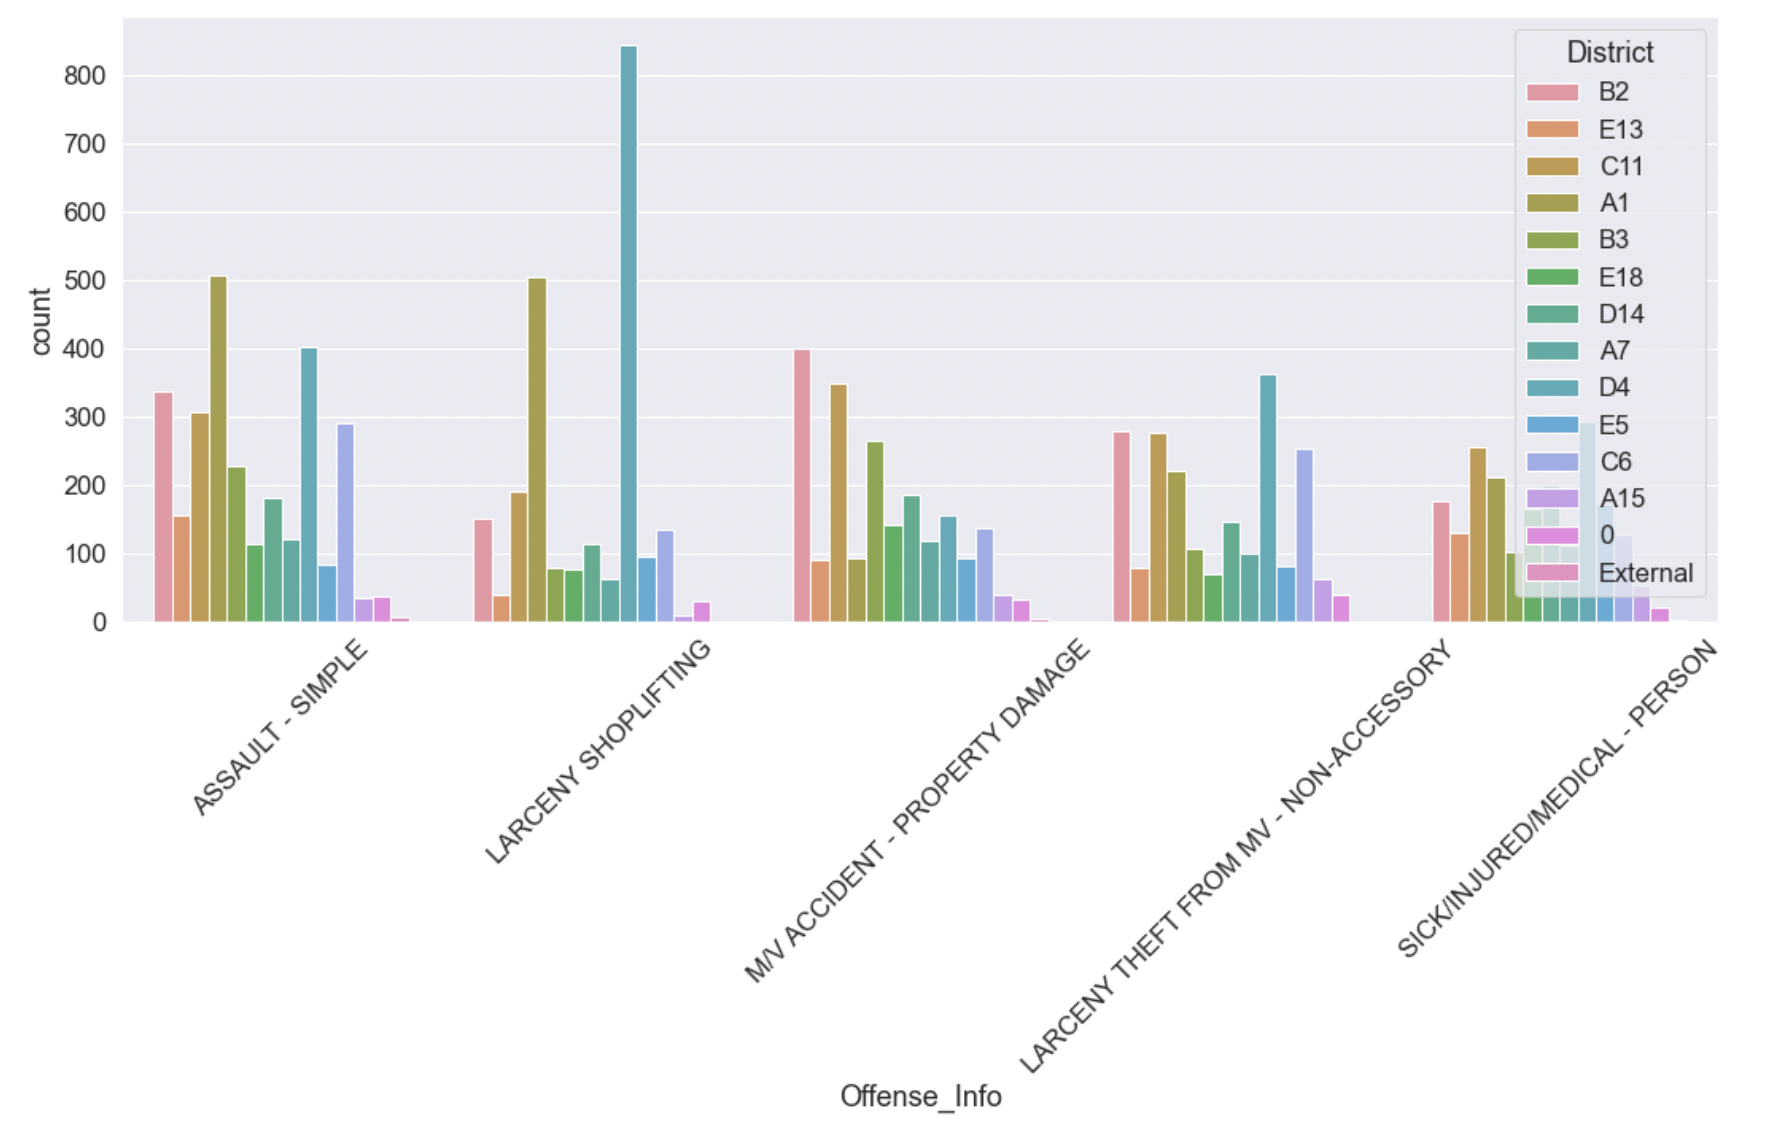 800
700
600
500
400
300
200
100
0
count
District
B2
E13
C11
A1
B3
E18
D14
A7
D4
E5
C6
A15
0
External
ASSAULT - SIMPLE
LARCENY SHOPLIFTING
M/V ACCIDENT - PROPERTY DAMAGE
LARCENY THEFT FROM MV - NON-ACCESSORY
SICK/INJURED/MEDICAL - PERSON
Offense_Info